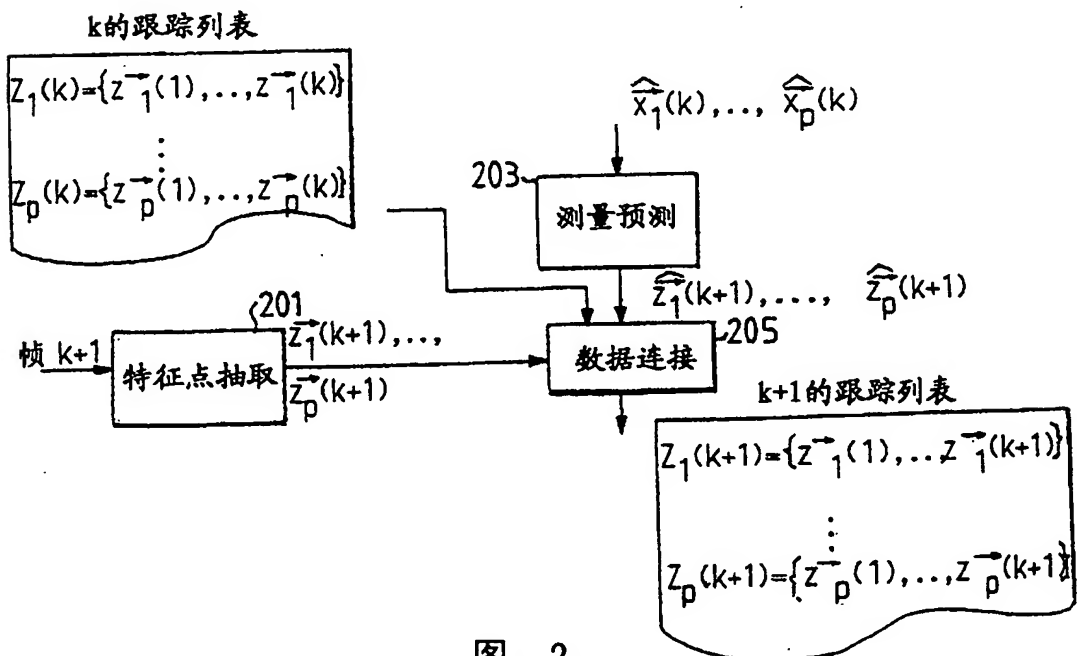 k的跟踪列表
Z₁(k)={z⃗₁(1),..,z⃗₁(k)}
⋮
Zₚ(k)={z⃗ₚ(1),..,z⃗ₚ(k)}
x⃗̂₁(k),.., x⃗̂ₚ(k)
203
测量预测
z⃗̂₁(k+1),..., z⃗̂ₚ(k+1)
201
帧 k+1
特征点抽取
z⃗₁(k+1),..,
z⃗ₚ(k+1)
205
数据连接
k+1的跟踪列表
Z₁(k+1)={z⃗₁(1),..,z⃗₁(k+1)}
⋮
Zₚ(k+1)={z⃗ₚ(1),..,z⃗ₚ(k+1)}
图 2